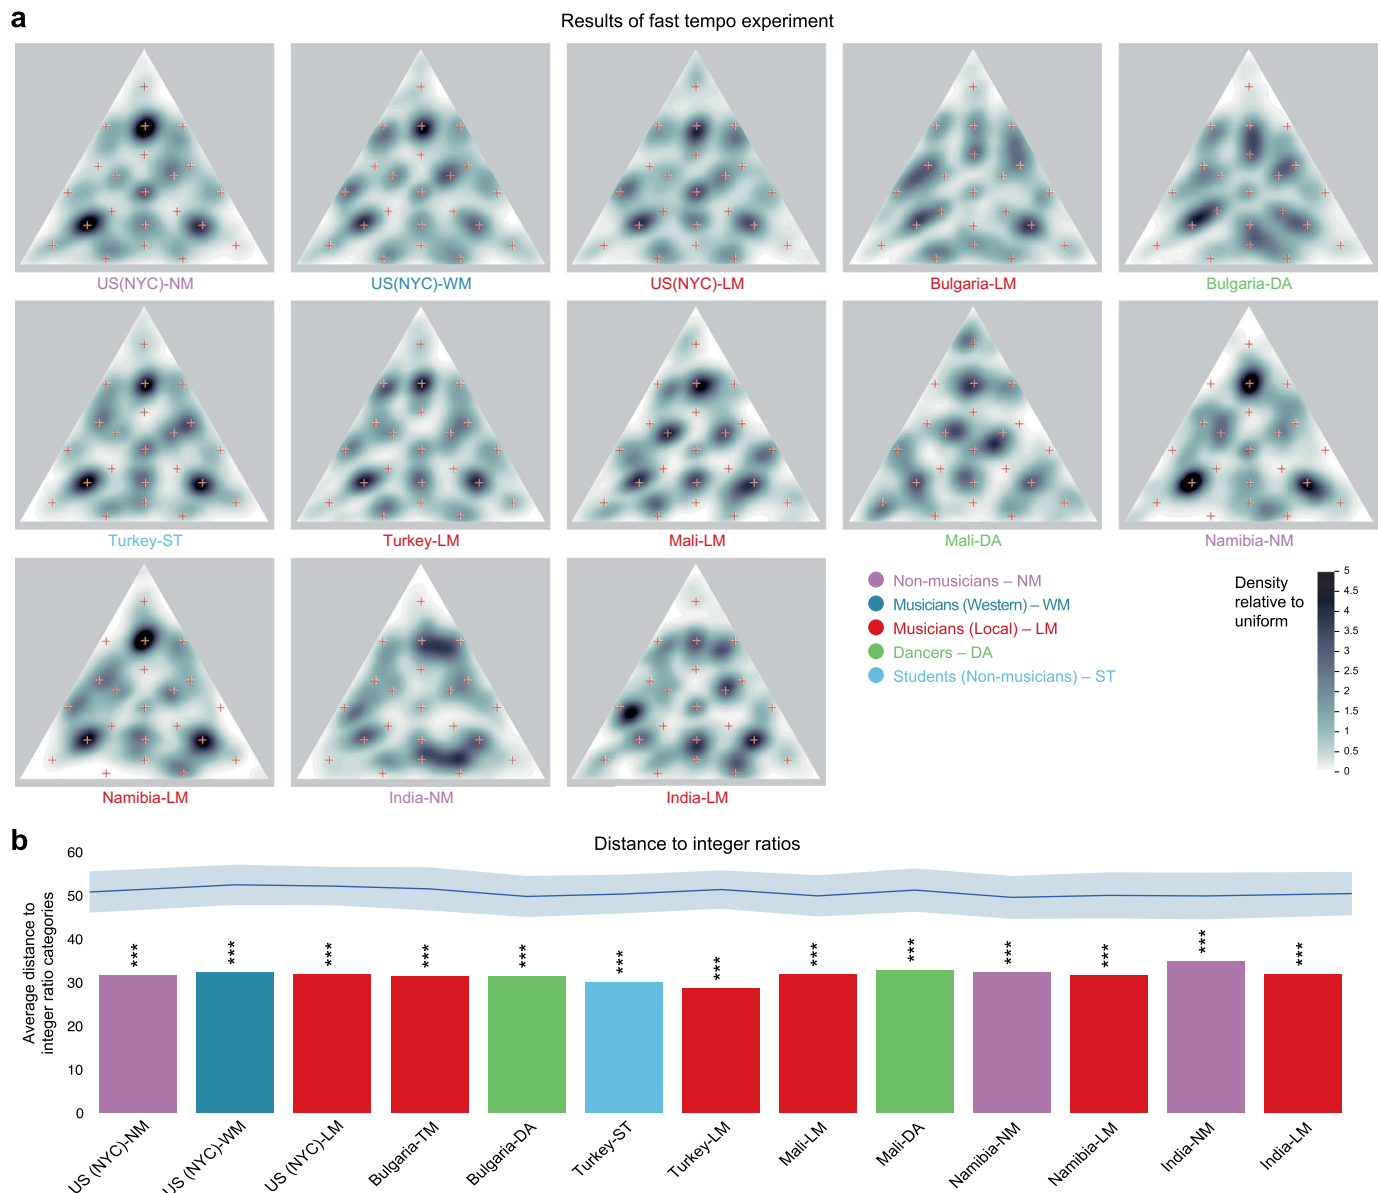 a
Results of fast tempo experiment
US(NYC)-NM
US(NYC)-WM
US(NYC)-LM
Bulgaria-LM
Bulgaria-DA
Turkey-ST
Turkey-LM
Mali-LM
Mali-DA
Namibia-NM
Namibia-LM
India-NM
India-LM
Non-musicians – NM
Musicians (Western) – WM
Musicians (Local) – LM
Dancers – DA
Students (Non-musicians) – ST
Density
relative to
uniform
5
4.5
4
3.5
3
2.5
2
1.5
1
0.5
0
b
Distance to integer ratios
Average distance to
integer ratio categories
60
50
40
30
20
10
0
***
***
***
***
***
***
***
***
***
***
***
***
***
US (NYC)-NM
US (NYC)-WM
US (NYC)-LM
Bulgaria-TM
Bulgaria-DA
Turkey-ST
Turkey-LM
Mali-LM
Mali-DA
Namibia-NM
Namibia-LM
India-NM
India-LM